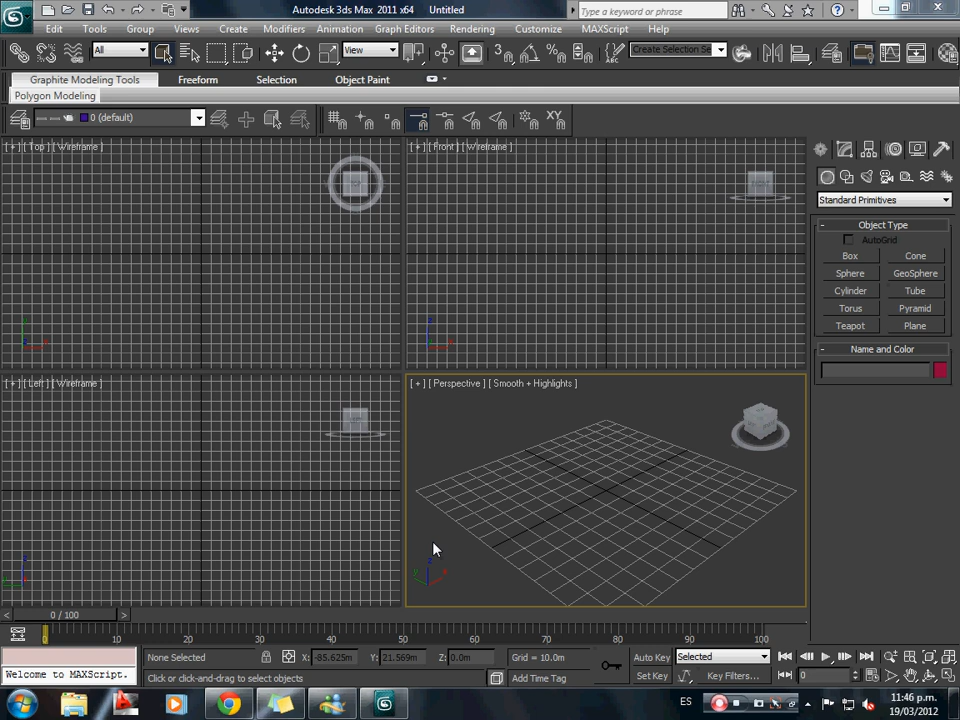 Autodesk 3ds Max 2011 x64 Untitled
Type a keyword or phrase
Edit Tools Group Views Create Modifiers Animation Graph Editors Rendering Customize MAXScript Help
All View 3 Create Selection Se
Graphite Modeling Tools Freeform Selection Object Paint
Polygon Modeling
0 (default) XY
[ + ] [ Top ] [ Wireframe ]
[ + ] [ Front ] [ Wireframe ]
TOP
Standard Primitives
- Object Type
AutoGrid
Box Cone
Sphere GeoSphere
Cylinder Tube
Torus Pyramid
Teapot Plane
- Name and Color
[ + ] [ Left ] [ Wireframe ]
[ + ] [ Perspective ] [ Smooth + Highlights ]
LEFT
< 0 / 100 >
0 10 20 30 40 50 60 70 80 90 100
None Selected X: -85.625m Y: 21.569m Z: 0.0m Grid = 10.0m Auto Key Selected
Welcome to MAXScript. Click or click-and-drag to select objects Add Time Tag Set Key Key Filters... 0
ES 11:46 p.m.
19/03/2012